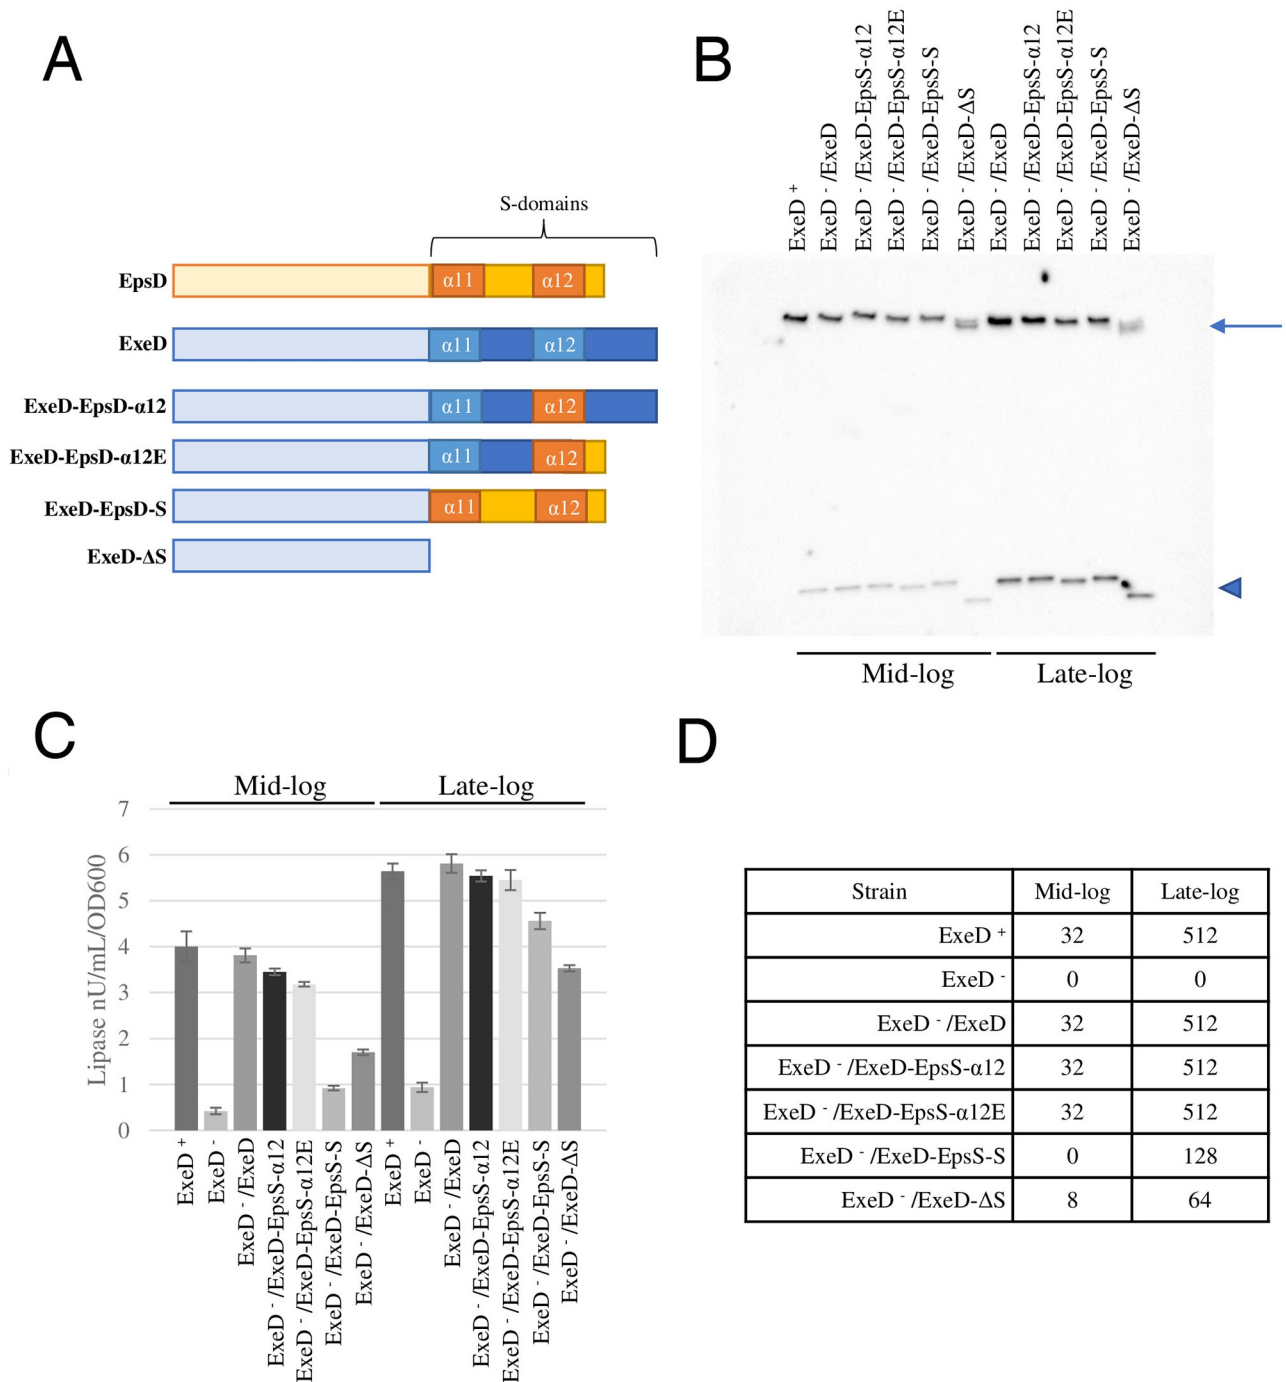 A
S-domains
EpsD
α11
α12
ExeD
α11
α12
ExeD-EpsD-α12
α11
α12
ExeD-EpsD-α12E
α11
α12
ExeD-EpsD-S
α11
α12
ExeD-ΔS
B
ExeD +
ExeD - /ExeD
ExeD - /ExeD-EpsS-α12
ExeD - /ExeD-EpsS-α12E
ExeD - /ExeD-EpsS-S
ExeD - /ExeD-ΔS
ExeD - /ExeD
ExeD - /ExeD-EpsS-α12
ExeD - /ExeD-EpsS-α12E
ExeD - /ExeD-EpsS-S
ExeD - /ExeD-ΔS
Mid-log
Late-log
C
Mid-log
Late-log
Lipase nU/mL/OD600
7
6
5
4
3
2
1
0
ExeD +
ExeD -
ExeD - /ExeD
ExeD - /ExeD-EpsS-α12
ExeD - /ExeD-EpsS-α12E
ExeD - /ExeD-EpsS-S
ExeD - /ExeD-ΔS
ExeD +
ExeD -
ExeD - /ExeD
ExeD - /ExeD-EpsS-α12
ExeD - /ExeD-EpsS-α12E
ExeD - /ExeD-EpsS-S
ExeD - /ExeD-ΔS
D
Strain Mid-log Late-log
ExeD + 32 512
ExeD - 0 0
ExeD - /ExeD 32 512
ExeD - /ExeD-EpsS-α12 32 512
ExeD - /ExeD-EpsS-α12E 32 512
ExeD - /ExeD-EpsS-S 0 128
ExeD - /ExeD-ΔS 8 64